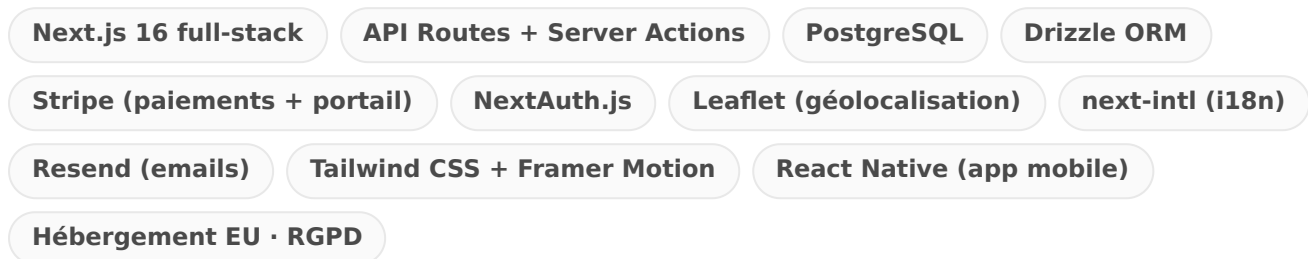 Next.js 16 full-stack API Routes + Server Actions PostgreSQL Drizzle ORM
Stripe (paiements + portail) NextAuth.js Leaflet (géolocalisation) next-intl (i18n)
Resend (emails) Tailwind CSS + Framer Motion React Native (app mobile)
Hébergement EU · RGPD